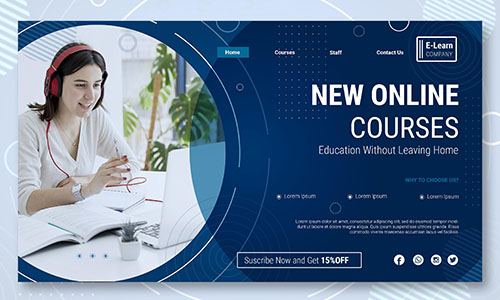 Home
Courses
Staff
Contact Us
E-Learn
COMPANY
NEW ONLINE
COURSES
Education Without Leaving Home
WHY TO CHOOSE US?
Lorem Ipsum
Lorem Ipsum
Lorem Ipsum
Suscribe Now and Get 15%OFF